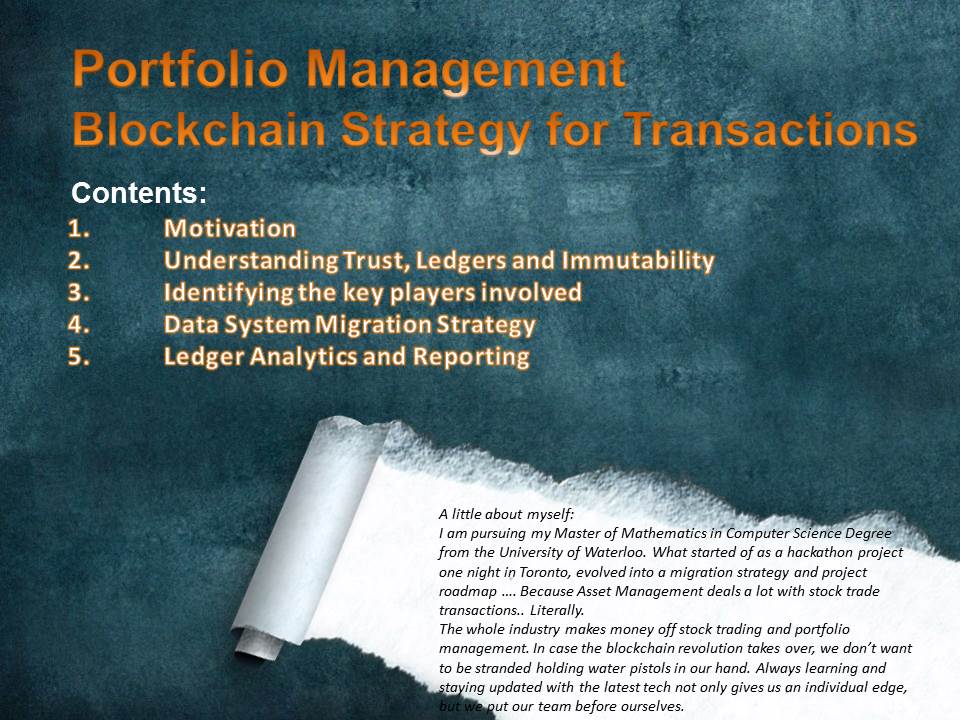 Portfolio Management
Blockchain Strategy for Transactions
Contents:
1. Motivation
2. Understanding Trust, Ledgers and Immutability
3. Identifying the key players involved
4. Data System Migration Strategy
5. Ledger Analytics and Reporting
A little about myself:
I am pursuing my Master of Mathematics in Computer Science Degree
from the University of Waterloo. What started of as a hackathon project
one night in Toronto, evolved into a migration strategy and project
roadmap .... Because Asset Management deals a lot with stock trade
transactions.. Literally.
The whole industry makes money off stock trading and portfolio
management. In case the blockchain revolution takes over, we don't want
to be stranded holding water pistols in our hand. Always learning and
staying updated with the latest tech not only gives us an individual edge,
but we put our team before ourselves.